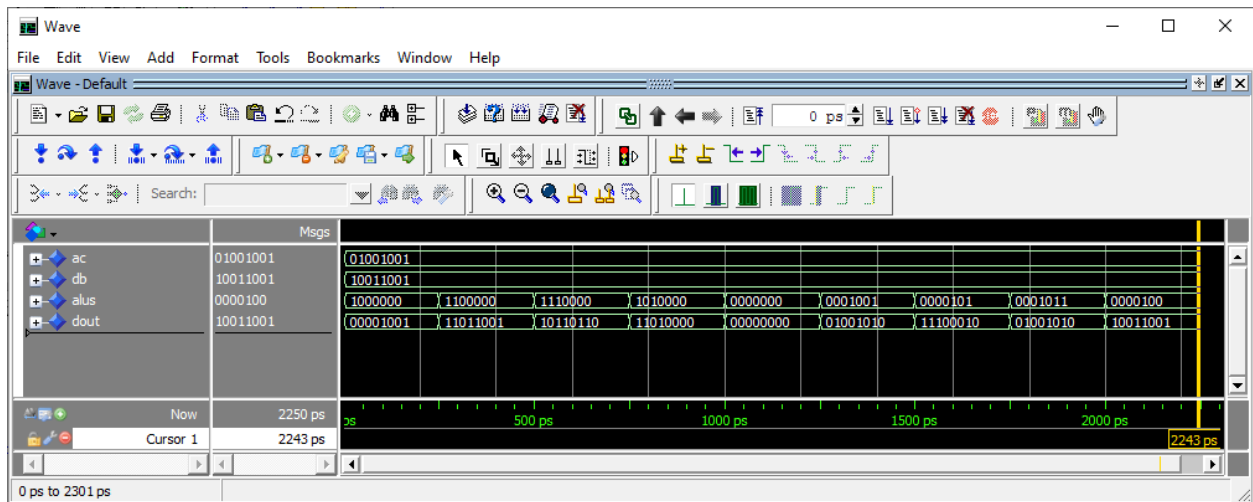 Wave
File Edit View Add Format Tools Bookmarks Window Help
Wave - Default
0 ps
Search:
Msgs
ac 01001001 01001001
db 10011001 10011001
alus 0000100 1000000 1100000 1110000 1010000 0000000 0001001 0000101 0001011 0000100
dout 10011001 00001001 11011001 10110110 11010000 00000000 01001010 11100010 01001010 10011001
Now 2250 ps ps 500 ps 1000 ps 1500 ps 2000 ps
Cursor 1 2243 ps 2243 ps
0 ps to 2301 ps